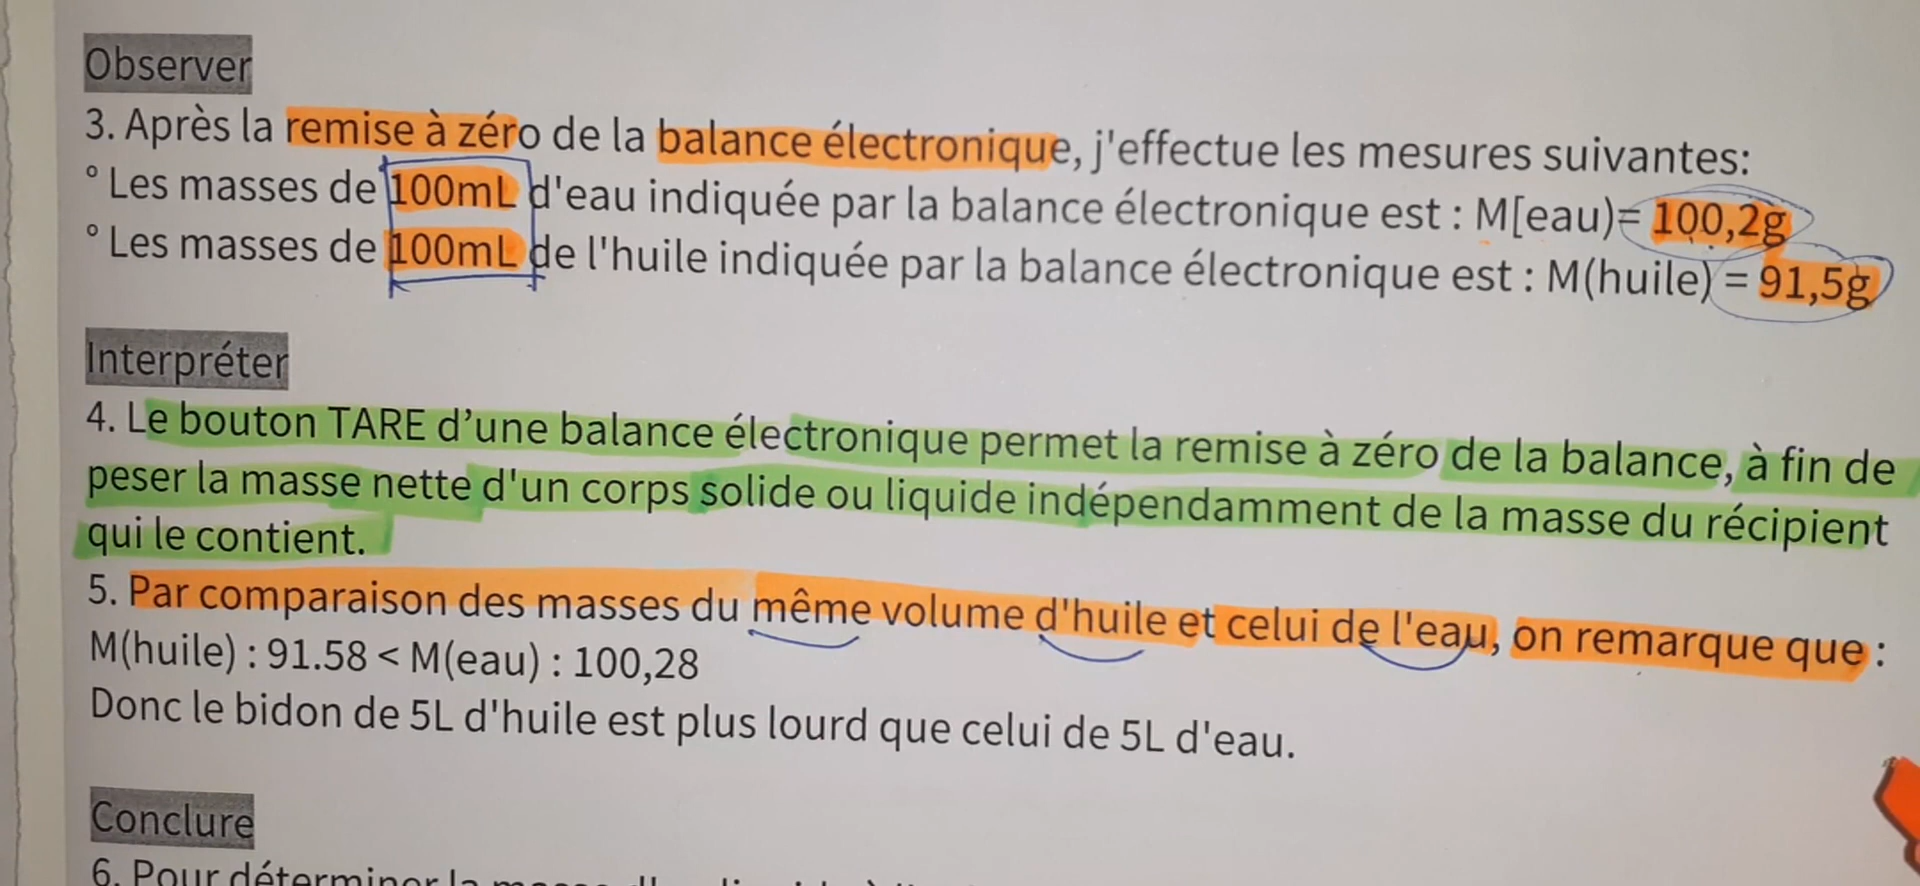 Observer
3. Après la remise à zéro de la balance électronique, j'effectue les mesures suivantes:
° Les masses de 100mL d'eau indiquée par la balance électronique est : M[eau)= 100,2g
° Les masses de 100mL de l'huile indiquée par la balance électronique est : M(huile) = 91,5g
Interpréter
4. Le bouton TARE d’une balance électronique permet la remise à zéro de la balance, à fin de
peser la masse nette d'un corps solide ou liquide indépendamment de la masse du récipient
qui le contient.
5. Par comparaison des masses du même volume d'huile et celui de l'eau, on remarque que :
M(huile) : 91.58 < M(eau) : 100,28
Donc le bidon de 5L d'huile est plus lourd que celui de 5L d'eau.
Conclure
6. Pour déterminer la